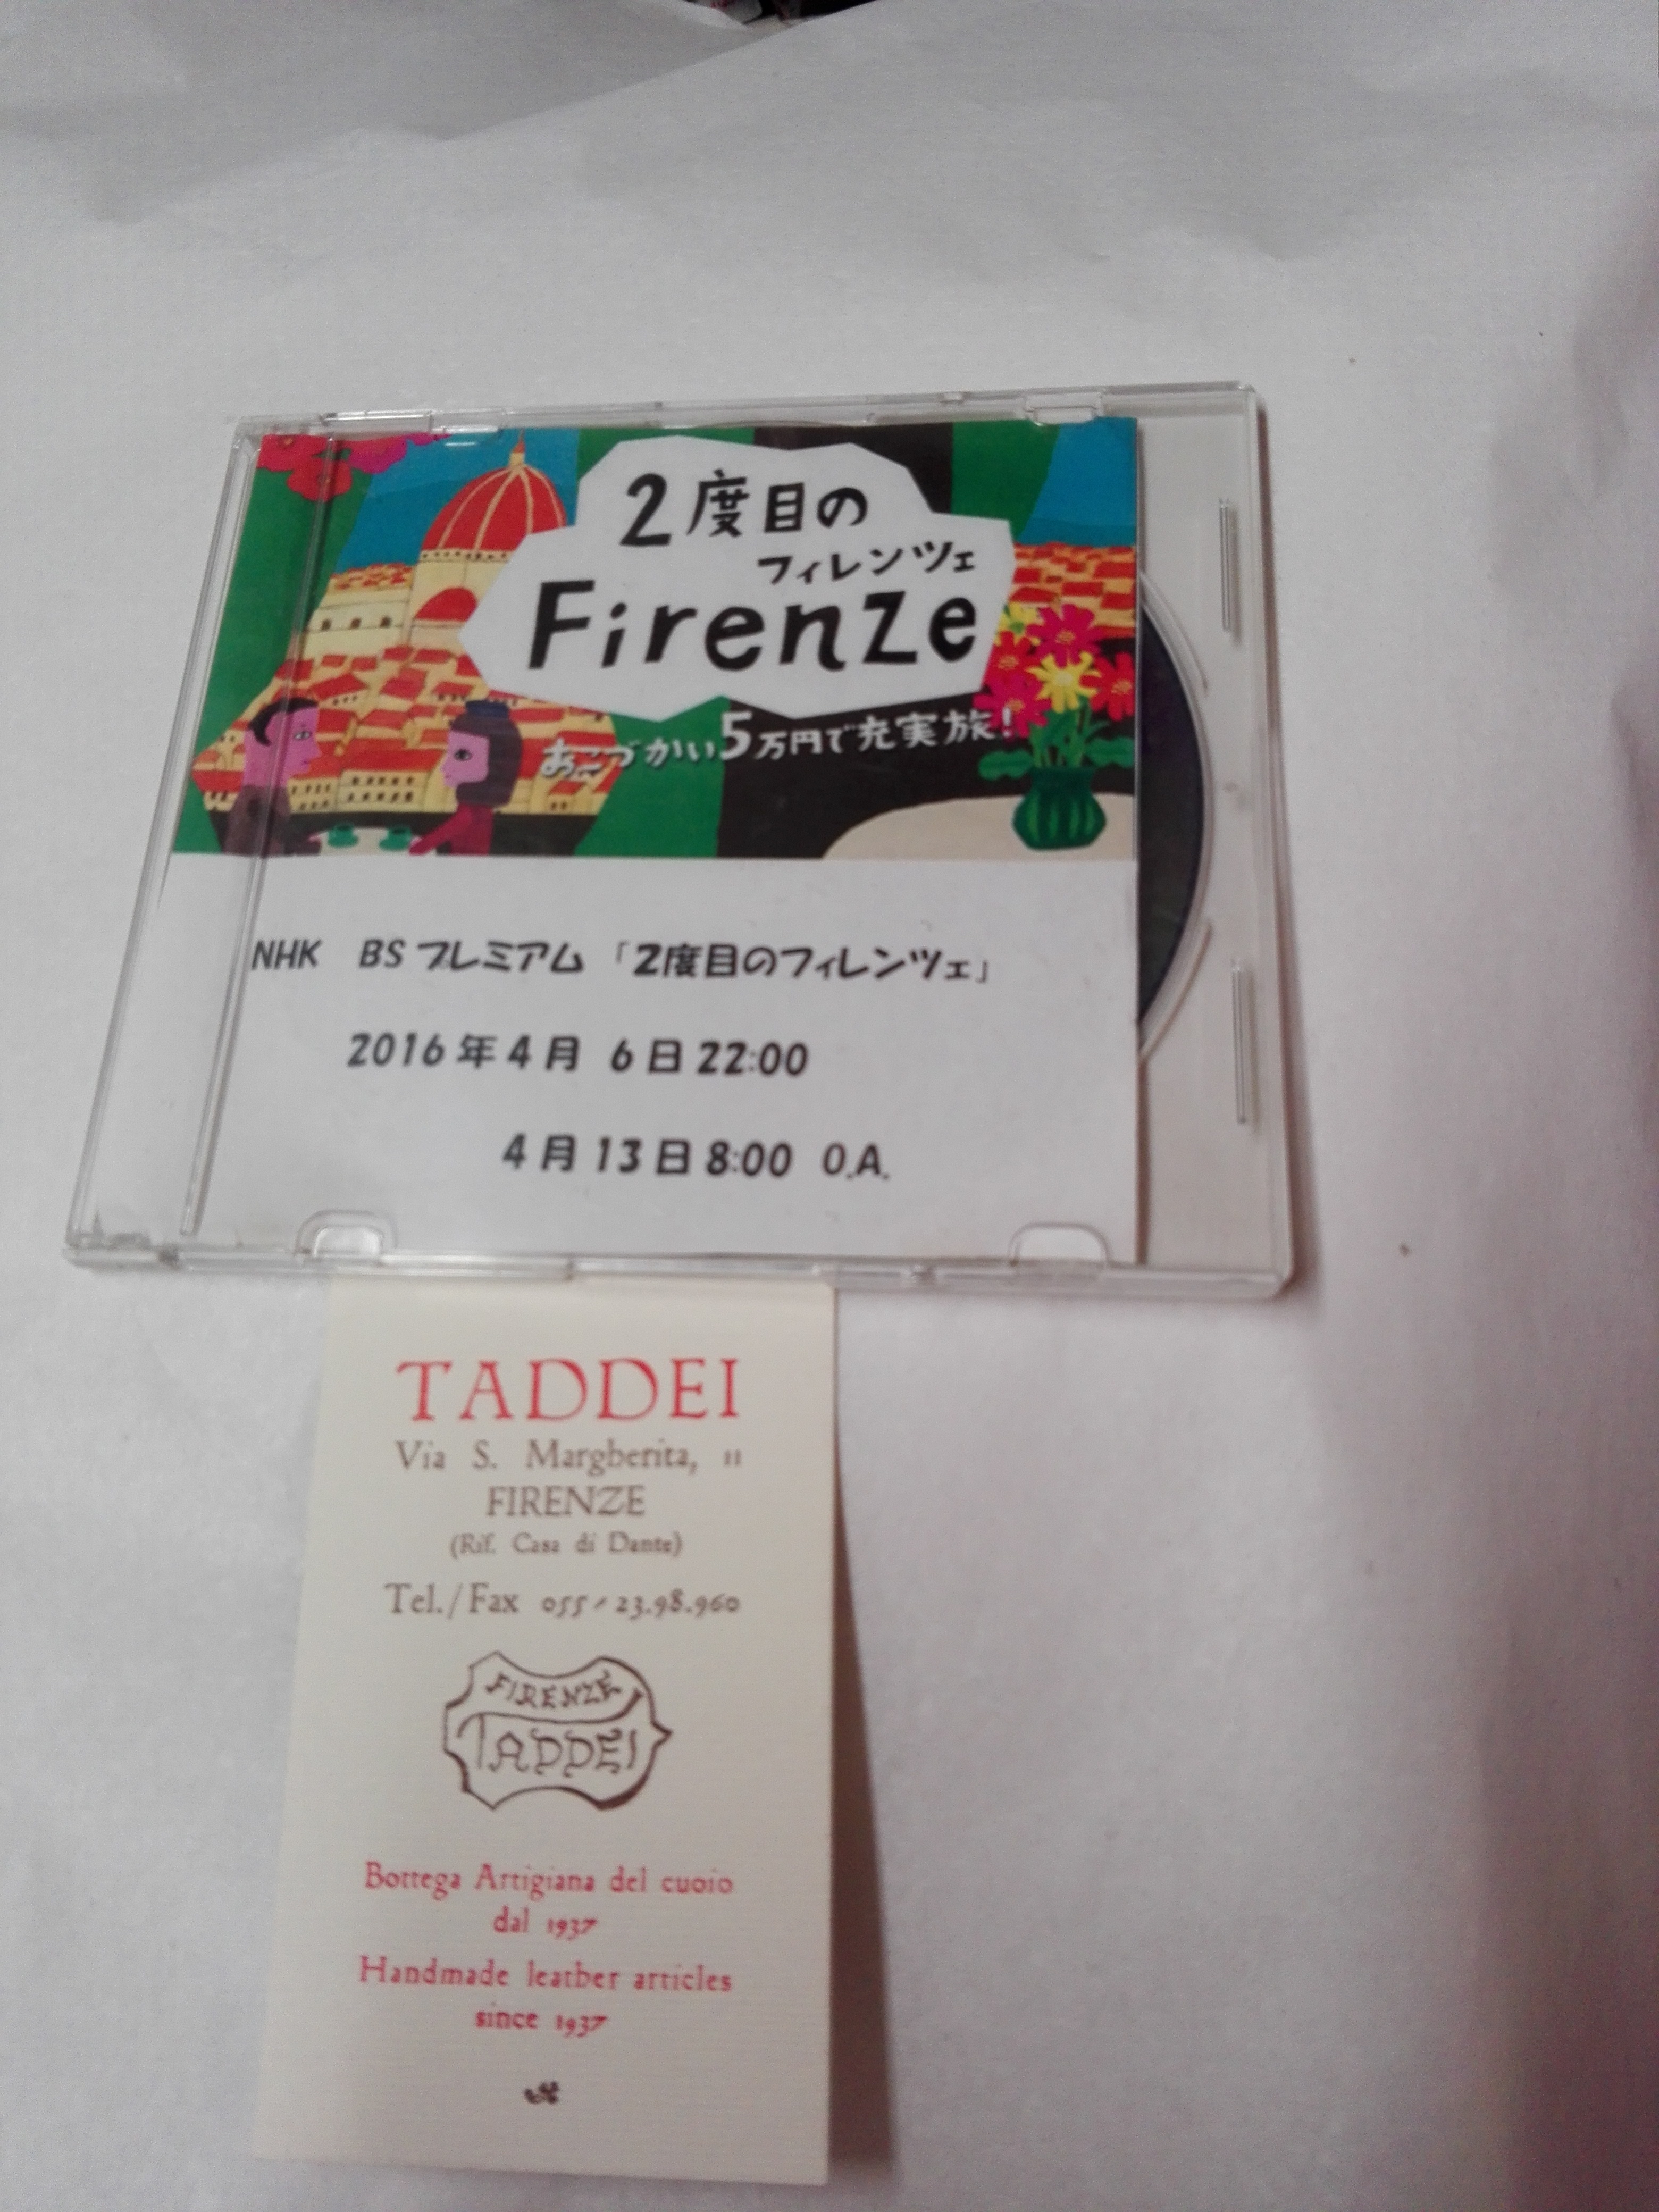 2度目の
フィレンツェ
Firenze
おこづかい5万円で充実旅!
NHK BSプレミアム「2度目のフィレンツェ」
2016年4月 6日22:00
4月13日8:00 O.A.
TADDEI
Via S. Margherita, 11
FIRENZE
(Rif. Casa di Dante)
Tel./Fax 055/23.98.960
FIRENZE
TADDEI
Bottega Artigiana del cuoio
dal 1937
Handmade leather articles
since 1937